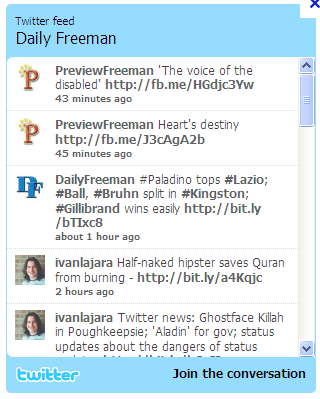 Twitter feed
Daily Freeman
PreviewFreeman 'The voice of the
disabled' http://fb.me/HGdjc3Yw
43 minutes ago
PreviewFreeman Heart's destiny
http://fb.me/J3cAgA2b
45 minutes ago
DailyFreeman #Paladino tops #Lazio;
#Ball, #Bruhn split in #Kingston;
#Gillibrand wins easily http://bit.ly
/bTIxc8
about 1 hour ago
ivanlajara Half-naked hipster saves Quran
from burning - http://bit.ly/a4Kqjc
2 hours ago
ivanlajara Twitter news: Ghostface Killah
in Poughkeepsie; 'Aladin' for gov; status
updates about the dangers of status
twitter
Join the conversation